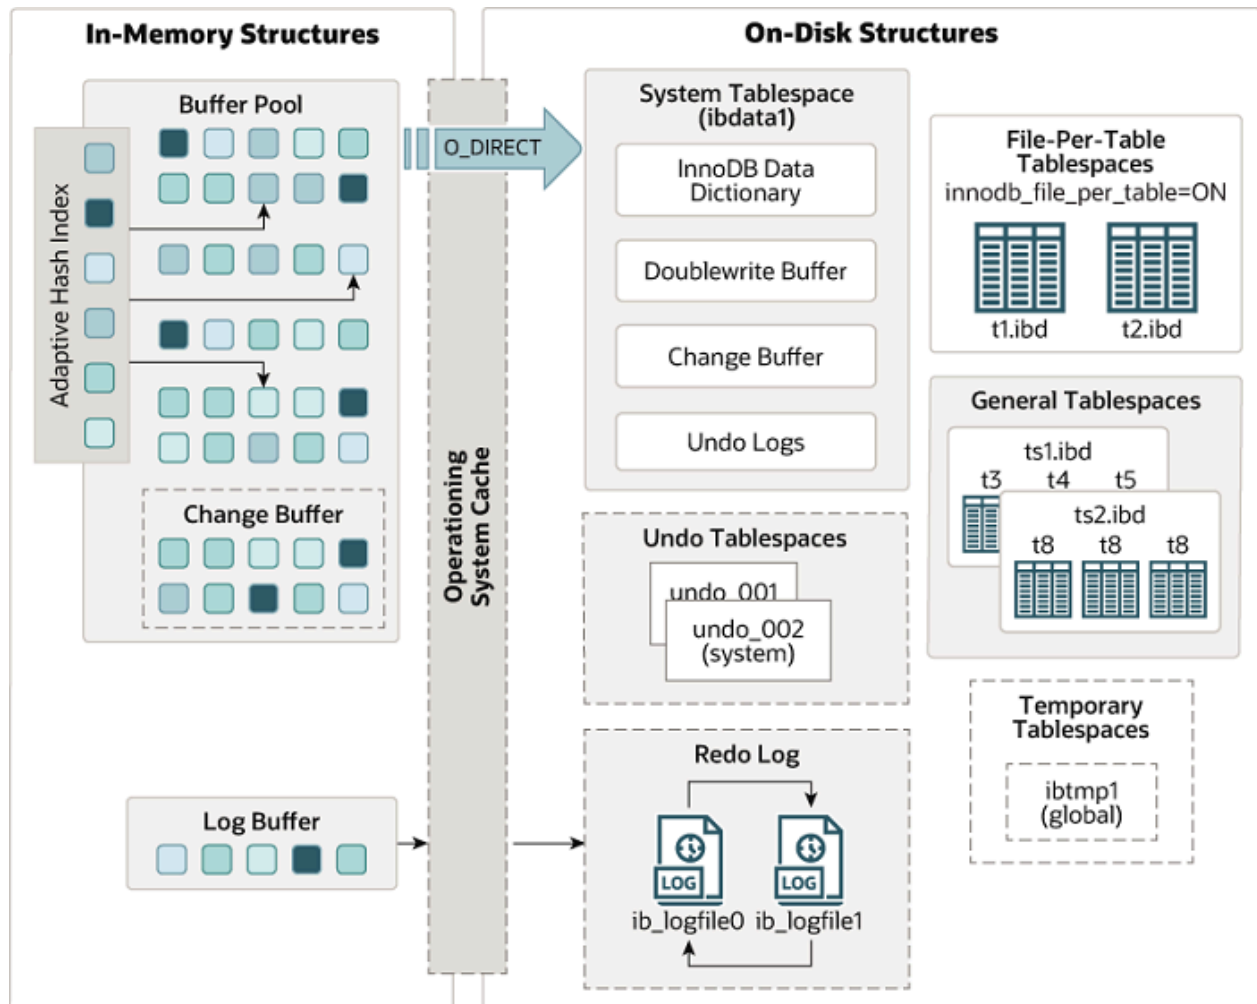 In-Memory Structures
Buffer Pool
Adaptive Hash Index
Change Buffer
Log Buffer
Operationing
System Cache
O_DIRECT
On-Disk Structures
System Tablespace
(ibdata1)
InnoDB Data
Dictionary
Doublewrite Buffer
Change Buffer
Undo Logs
Undo Tablespaces
undo_001
undo_002
(system)
Redo Log
LOG
LOG
ib_logfile0
ib_logfile1
File-Per-Table
Tablespaces
innodb_file_per_table=ON
t1.ibd
t2.ibd
General Tablespaces
ts1.ibd
t3 t4 t5
ts2.ibd
t8 t8 t8
Temporary
Tablespaces
ibtmp1
(global)